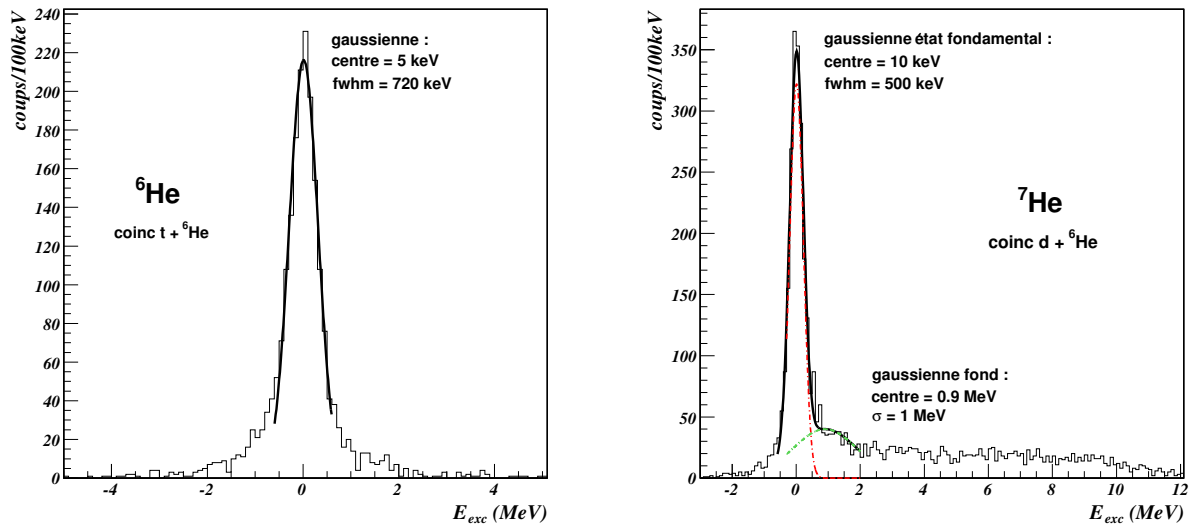 coups/100keV
240
220
200
180
160
140
120
100
80
60
40
20
0
-4
-2
0
2
4
E_exc (MeV)
gaussienne :
centre = 5 keV
fwhm = 720 keV
⁶He
coinc t + ⁶He
coups/100keV
350
300
250
200
150
100
50
0
-2
0
2
4
6
8
10
12
E_exc (MeV)
gaussienne état fondamental :
centre = 10 keV
fwhm = 500 keV
⁷He
coinc d + ⁶He
gaussienne fond :
centre = 0.9 MeV
σ = 1 MeV